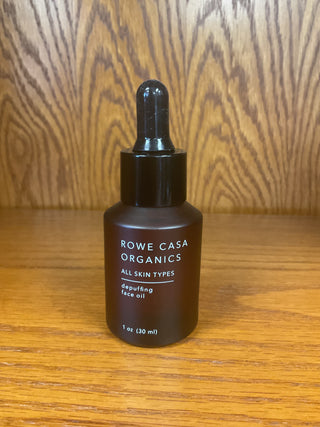 ROWE CASA
ORGANICS
ALL SKIN TYPES
depuffing
face oil
1 oz (30 ml)